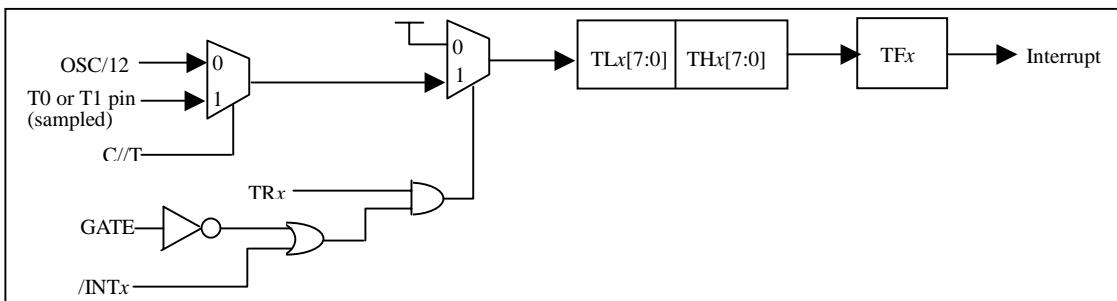 OSC/12
T0 or T1 pin
(sampled)
C//T
0
1
0
1
TLx[7:0]
THx[7:0]
TFx
Interrupt
TRx
GATE
/INTx